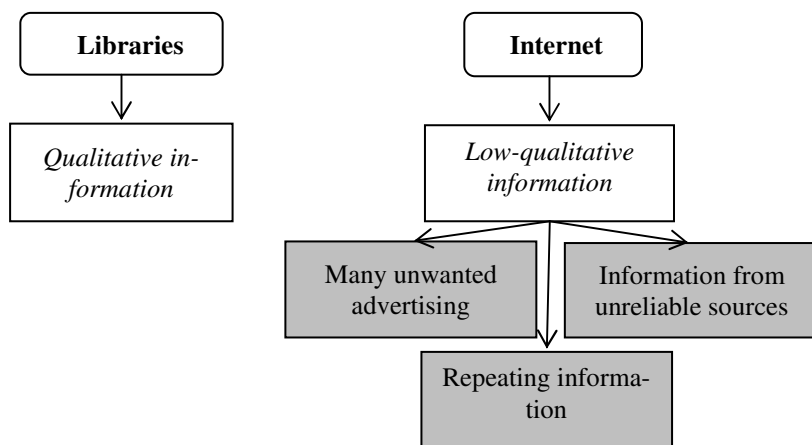 Libraries
Internet
Qualitative in-
formation
Low-qualitative
information
Many unwanted
advertising
Information from
unreliable sources
Repeating informa-
tion